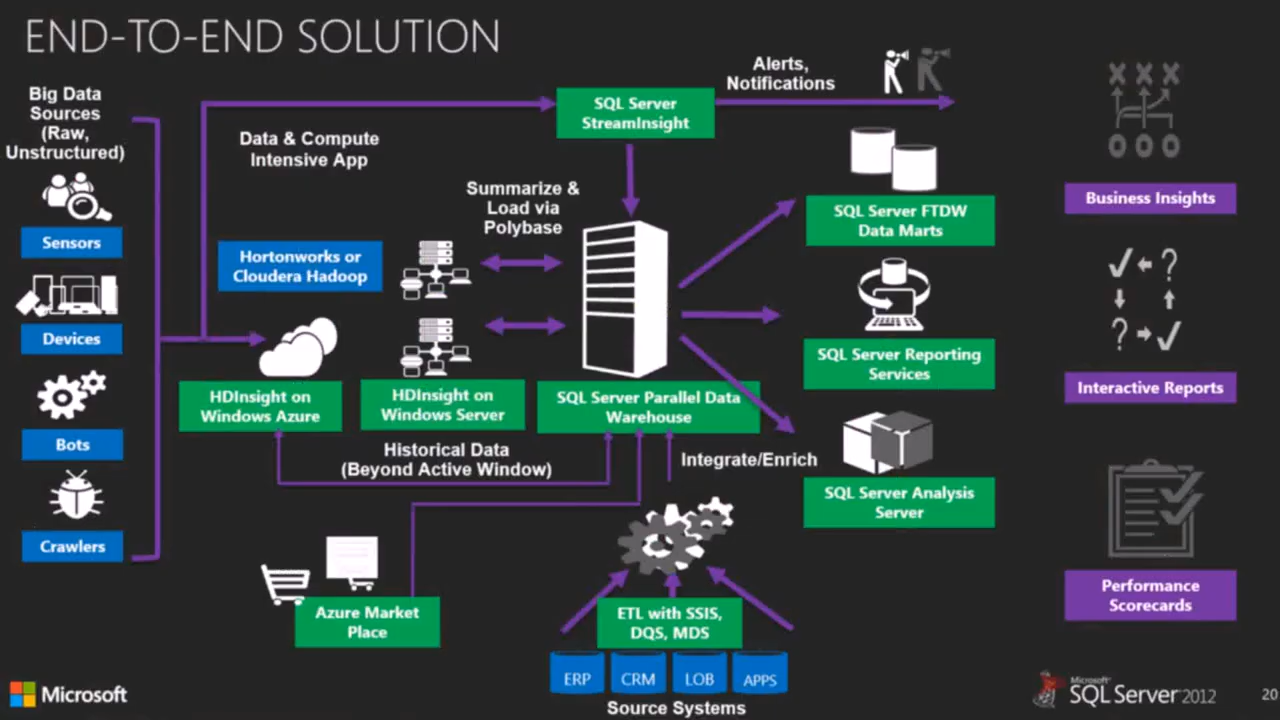 END-TO-END SOLUTION
Big Data
Sources
(Raw,
Unstructured)
Sensors
Devices
Bots
Crawlers
Data & Compute
Intensive App
SQL Server
StreamInsight
Alerts,
Notifications
Summarize &
Load via
Polybase
Hortonworks or
Cloudera Hadoop
HDInsight on
Windows Azure
HDInsight on
Windows Server
SQL Server Parallel Data
Warehouse
Historical Data
(Beyond Active Window)
Integrate/Enrich
Azure Market
Place
ETL with SSIS,
DQS, MDS
ERP
CRM
LOB
APPS
Source Systems
SQL Server FTDW
Data Marts
SQL Server Reporting
Services
SQL Server Analysis
Server
X X X
O O O
Business Insights
?
?
Interactive Reports
Performance
Scorecards
Microsoft
Microsoft®
SQL Server 2012
20